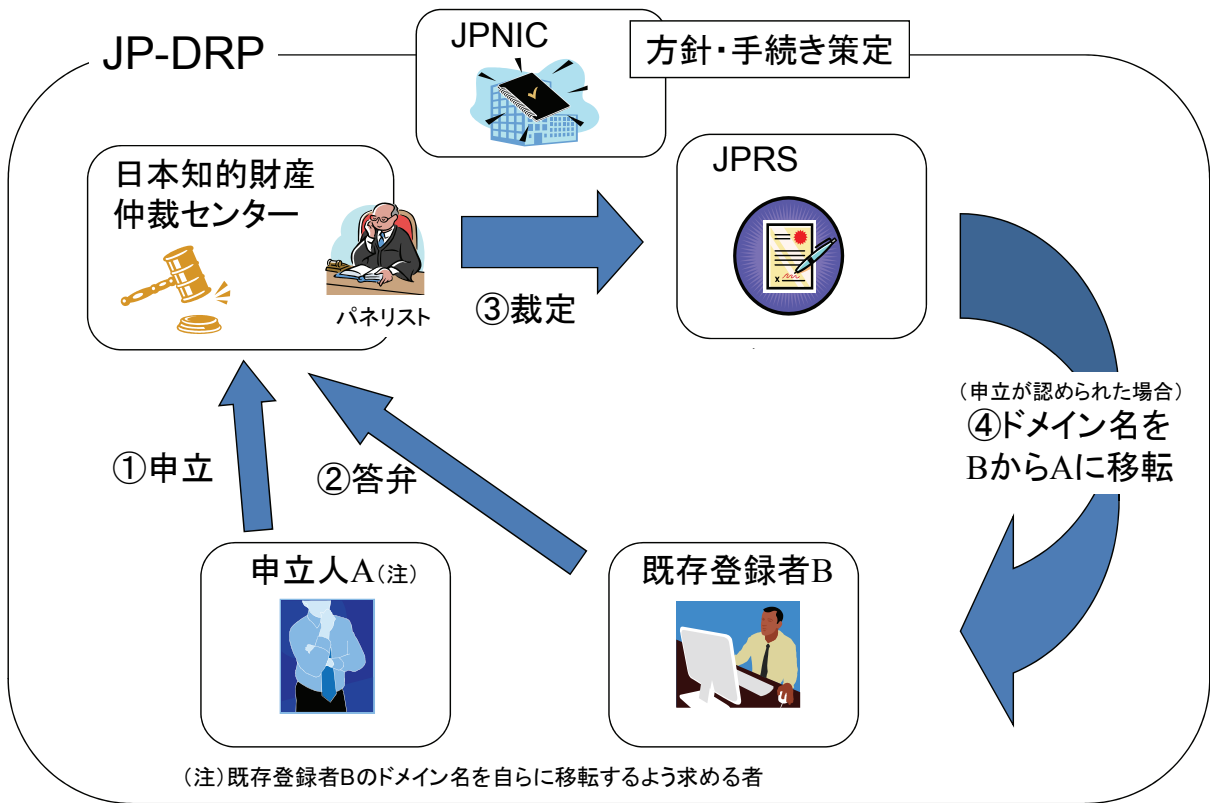 JP-DRP
JPNIC
方針・手続き策定
日本知的財産
仲裁センター
パネリスト
③裁定
JPRS
(申立が認められた場合)
④ドメイン名を
BからAに移転
①申立
②答弁
申立人A(注)
既存登録者B
(注)既存登録者Bのドメイン名を自らに移転するよう求める者